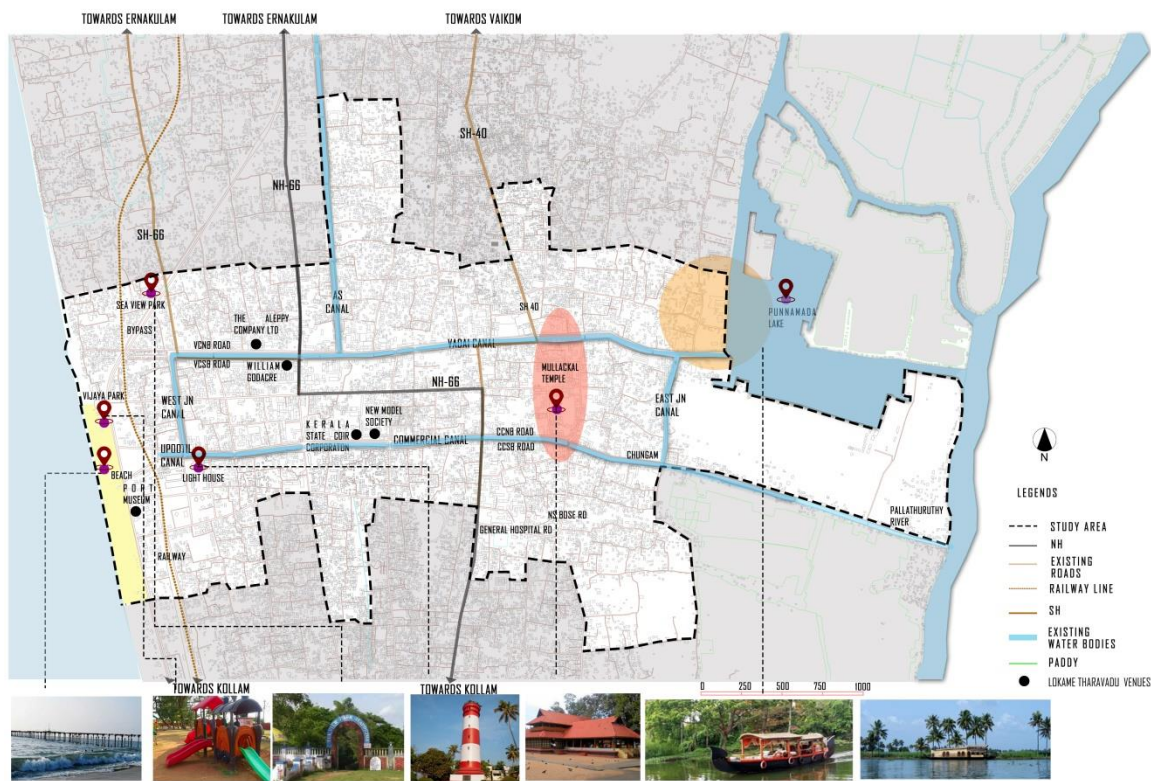 TOWARDS ERNAKULAM
TOWARDS ERNAKULAM
TOWARDS VAIKOM
SH-40
NH-66
SH-66
SEA VIEW PARK
BYPASS
THE ALEPPY
COMPANY LTD
AS
CANAL
SH 40
PUNNAMADA
LAKE
VCNB ROAD
VCSB ROAD
WILLIAM
GODACRE
VADAI CANAL
MULLACKAL
TEMPLE
NH-66
VIJAYA PARK
WEST JN
CANAL
EAST JN
CANAL
KERALA
STATE COIR
CORPORATON
NEW MODEL
SOCIETY
COMMERCIAL CANAL
CCNB ROAD
CCSB ROAD
UPOOTIL
CANAL
LIGHT HOUSE
CHUNGAM
BEACH
PORT
MUSEUM
RAILWAY
GENERAL HOSPITAL RD
NS BOSE RD
PALLATHURUTHY
RIVER
N
LEGENDS
STUDY AREA
NH
EXISTING
ROADS
RAILWAY LINE
SH
EXISTING
WATER BODIES
PADDY
LOKAME THARAVADU VENUES
TOWARDS KOLLAM
TOWARDS KOLLAM
0 250 500 750 1000